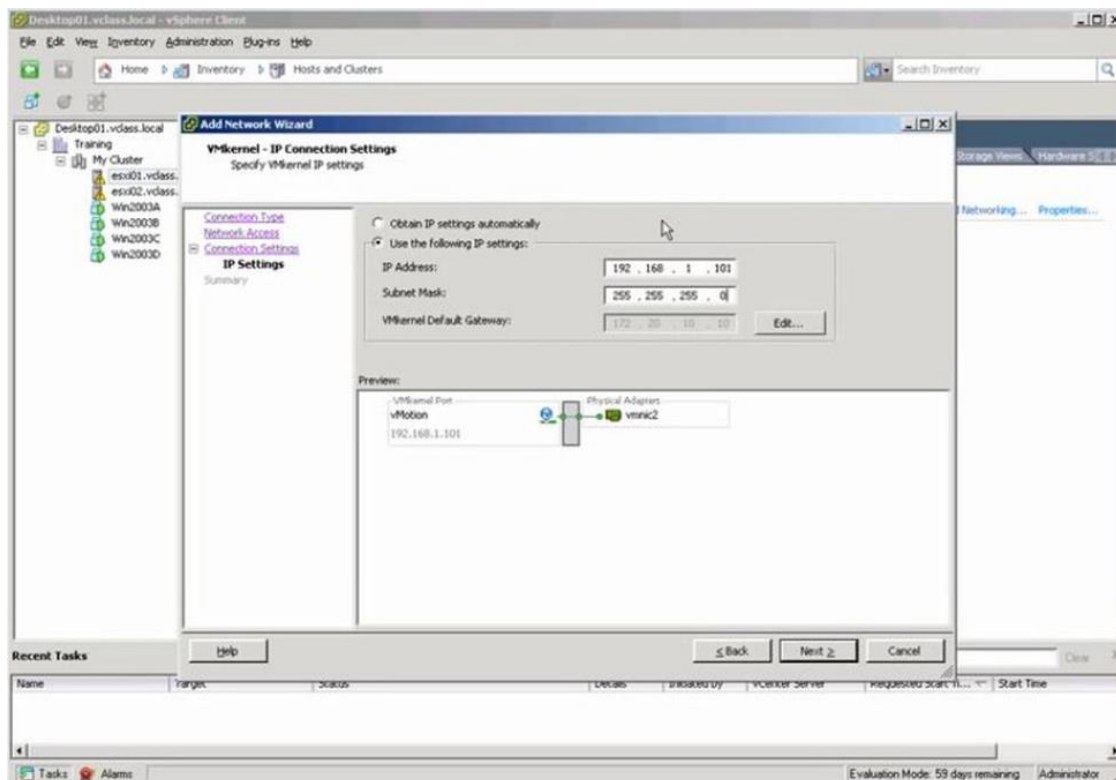 Desktop01.vclass.local - vSphere Client
File Edit View Inventory Administration Plug-ins Help
Home Inventory Hosts and Clusters Search Inventory
Desktop01.vclass.local
Training
My Cluster
esxi01.vclass.
esxi02.vclass.
Win2003A
Win2003B
Win2003C
Win2003D
Add Network Wizard
VMkernel - IP Connection Settings
Specify VMkernel IP settings
Storage Views Hardware S
Networking... Properties...
Connection Type
Network Access
Connection Settings
IP Settings
Summary
Obtain IP settings automatically
Use the following IP settings:
IP Address: 192 . 168 . 1 . 101
Subnet Mask: 255 . 255 . 255 . 0
VMkernel Default Gateway: 172 . 20 . 10 . 10 Edit...
Preview:
VMkernel Port Physical Adapters
vMotion vmnic2
192.168.1.101
Help < Back Next > Cancel
Recent Tasks Clear
Name Target Status Details Initiated by vCenter Server Requested Start Ti... Start Time
Tasks Alarms Evaluation Mode: 59 days remaining Administrator